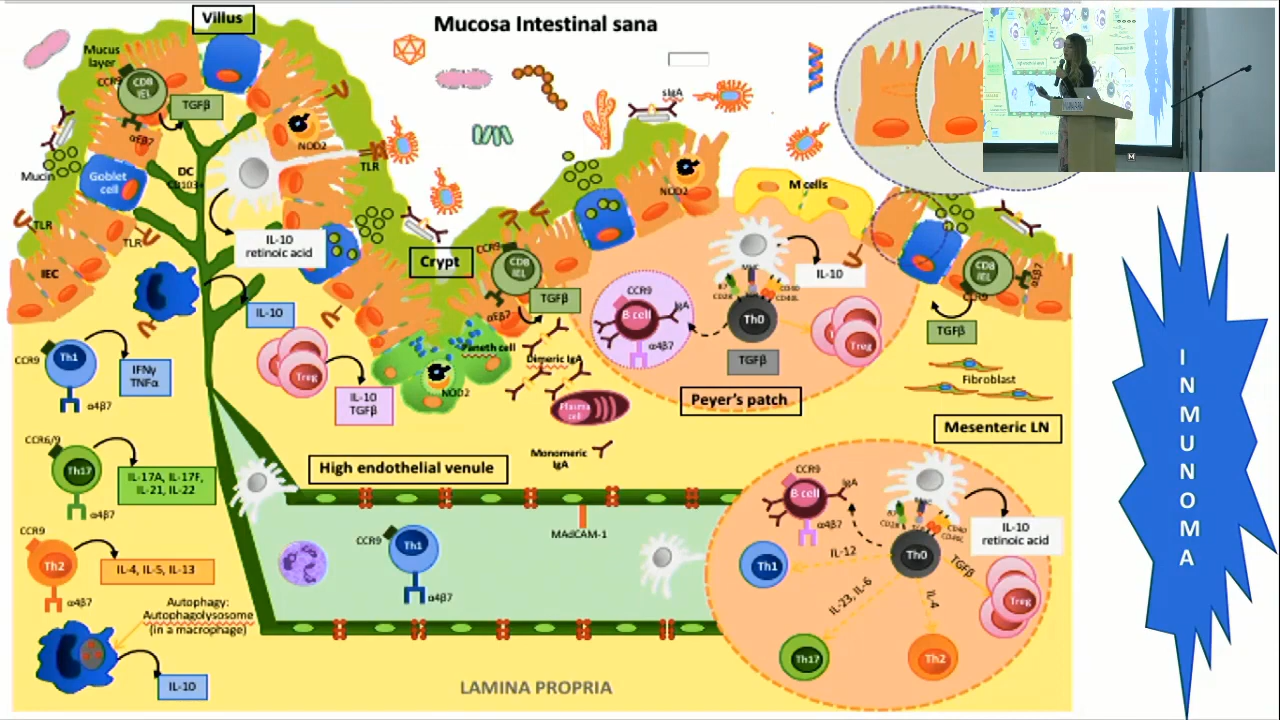 Mucosa Intestinal sana
Villus
Mucus
layer
CCR9
CD8
IEL
TGFβ
αEβ7
Mucin
Goblet
cell
DC
CD103+
NOD2
TLR
TLR
TLR
IL-10
retinoic acid
IEC
IL-10
sIgA
Crypt
CCR9
CD8
IEL
TGFβ
αEβ7
NOD2
M cells
IL-10
CCR9
B cell
IgA
α4β7
Th0
TGFβ
Treg
Peyer's patch
CD8
IEL
CCR9
α4β7
TGFβ
Fibroblast
Mesenteric LN
CCR9
Th1
IFNγ
TNFα
α4β7
Treg
IL-10
TGFβ
Paneth cell
NOD2
Dimeric IgA
Plasma
cell
Monomeric
IgA
CCR6/9
Th17
IL-17A, IL-17F,
IL-21, IL-22
α4β7
High endothelial venule
MAdCAM-1
CCR9
Th1
α4β7
CCR9
Th2
IL-4, IL-5, IL-13
α4β7
Autophagy:
Autophagolysosome
(in a macrophage)
IL-10
LAMINA PROPRIA
CCR9
B cell
IgA
α4β7
IL-10
retinoic acid
Th0
IL-12
Th1
IL-23, IL-6
Th17
IL-4
Th2
TGFβ
Treg
I
N
M
U
N
O
M
A